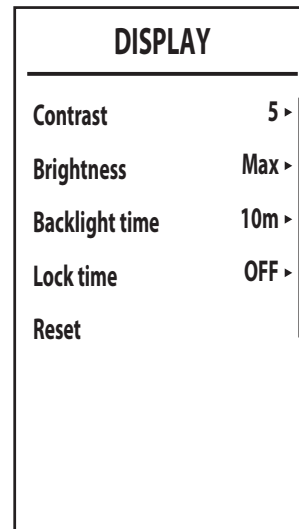 DISPLAY
Contrast 5 ▸
Brightness Max ▸
Backlight time 10m ▸
Lock time OFF ▸
Reset